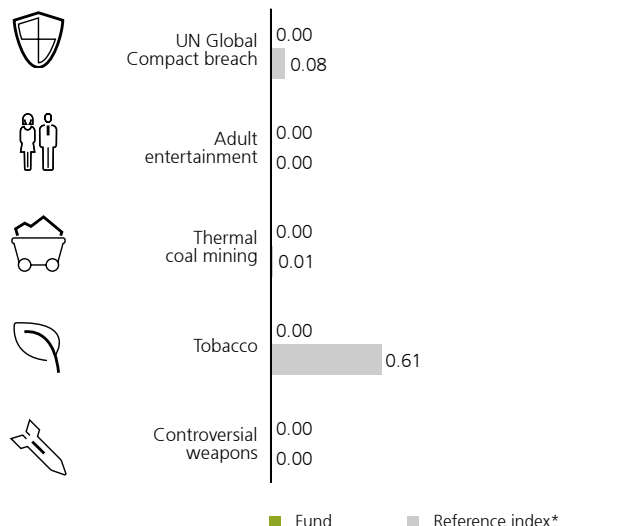 UN Global
Compact breach
0.00
0.08
Adult
entertainment
0.00
0.00
Thermal
coal mining
0.00
0.01
Tobacco
0.00
0.61
Controversial
weapons
0.00
0.00
Fund Reference index*